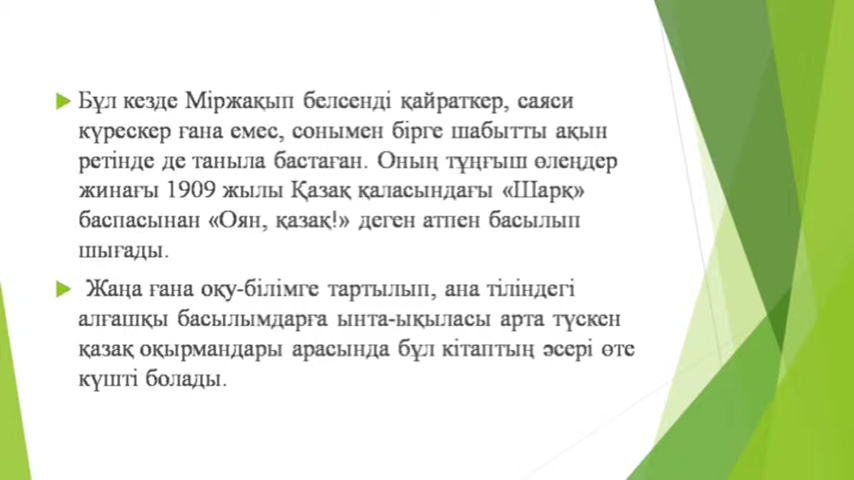 Бұл кезде Міржақып белсенді қайраткер, саяси
күрескер ғана емес, сонымен бірге шабытты ақын
ретінде де таныла бастаған. Оның тұңғыш өлеңдер
жинағы 1909 жылы Қазақ қаласындағы «Шарқ»
баспасынан «Оян, қазақ!» деген атпен басылып
шығады.
Жаңа ғана оқу-білімге тартылып, ана тіліндегі
алғашқы басылымдарға ынта-ықыласы арта түскен
қазақ оқырмандары арасында бұл кітаптың әсері өте
күшті болады.